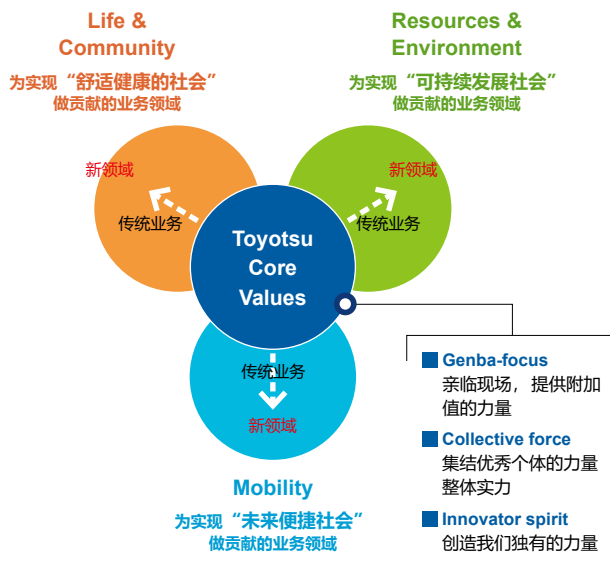 Life &
Community
为实现“舒适健康的社会”
做贡献的业务领域
Resources &
Environment
为实现“可持续发展社会”
做贡献的业务领域
新领域
传统业务
新领域
传统业务
Toyotsu
Core
Values
传统业务
新领域
Mobility
为实现“未来便捷社会”
做贡献的业务领域
Genba-focus
亲临现场，提供附加
值的力量
Collective force
集结优秀个体的力量
整体实力
Innovator spirit
创造我们独有的力量